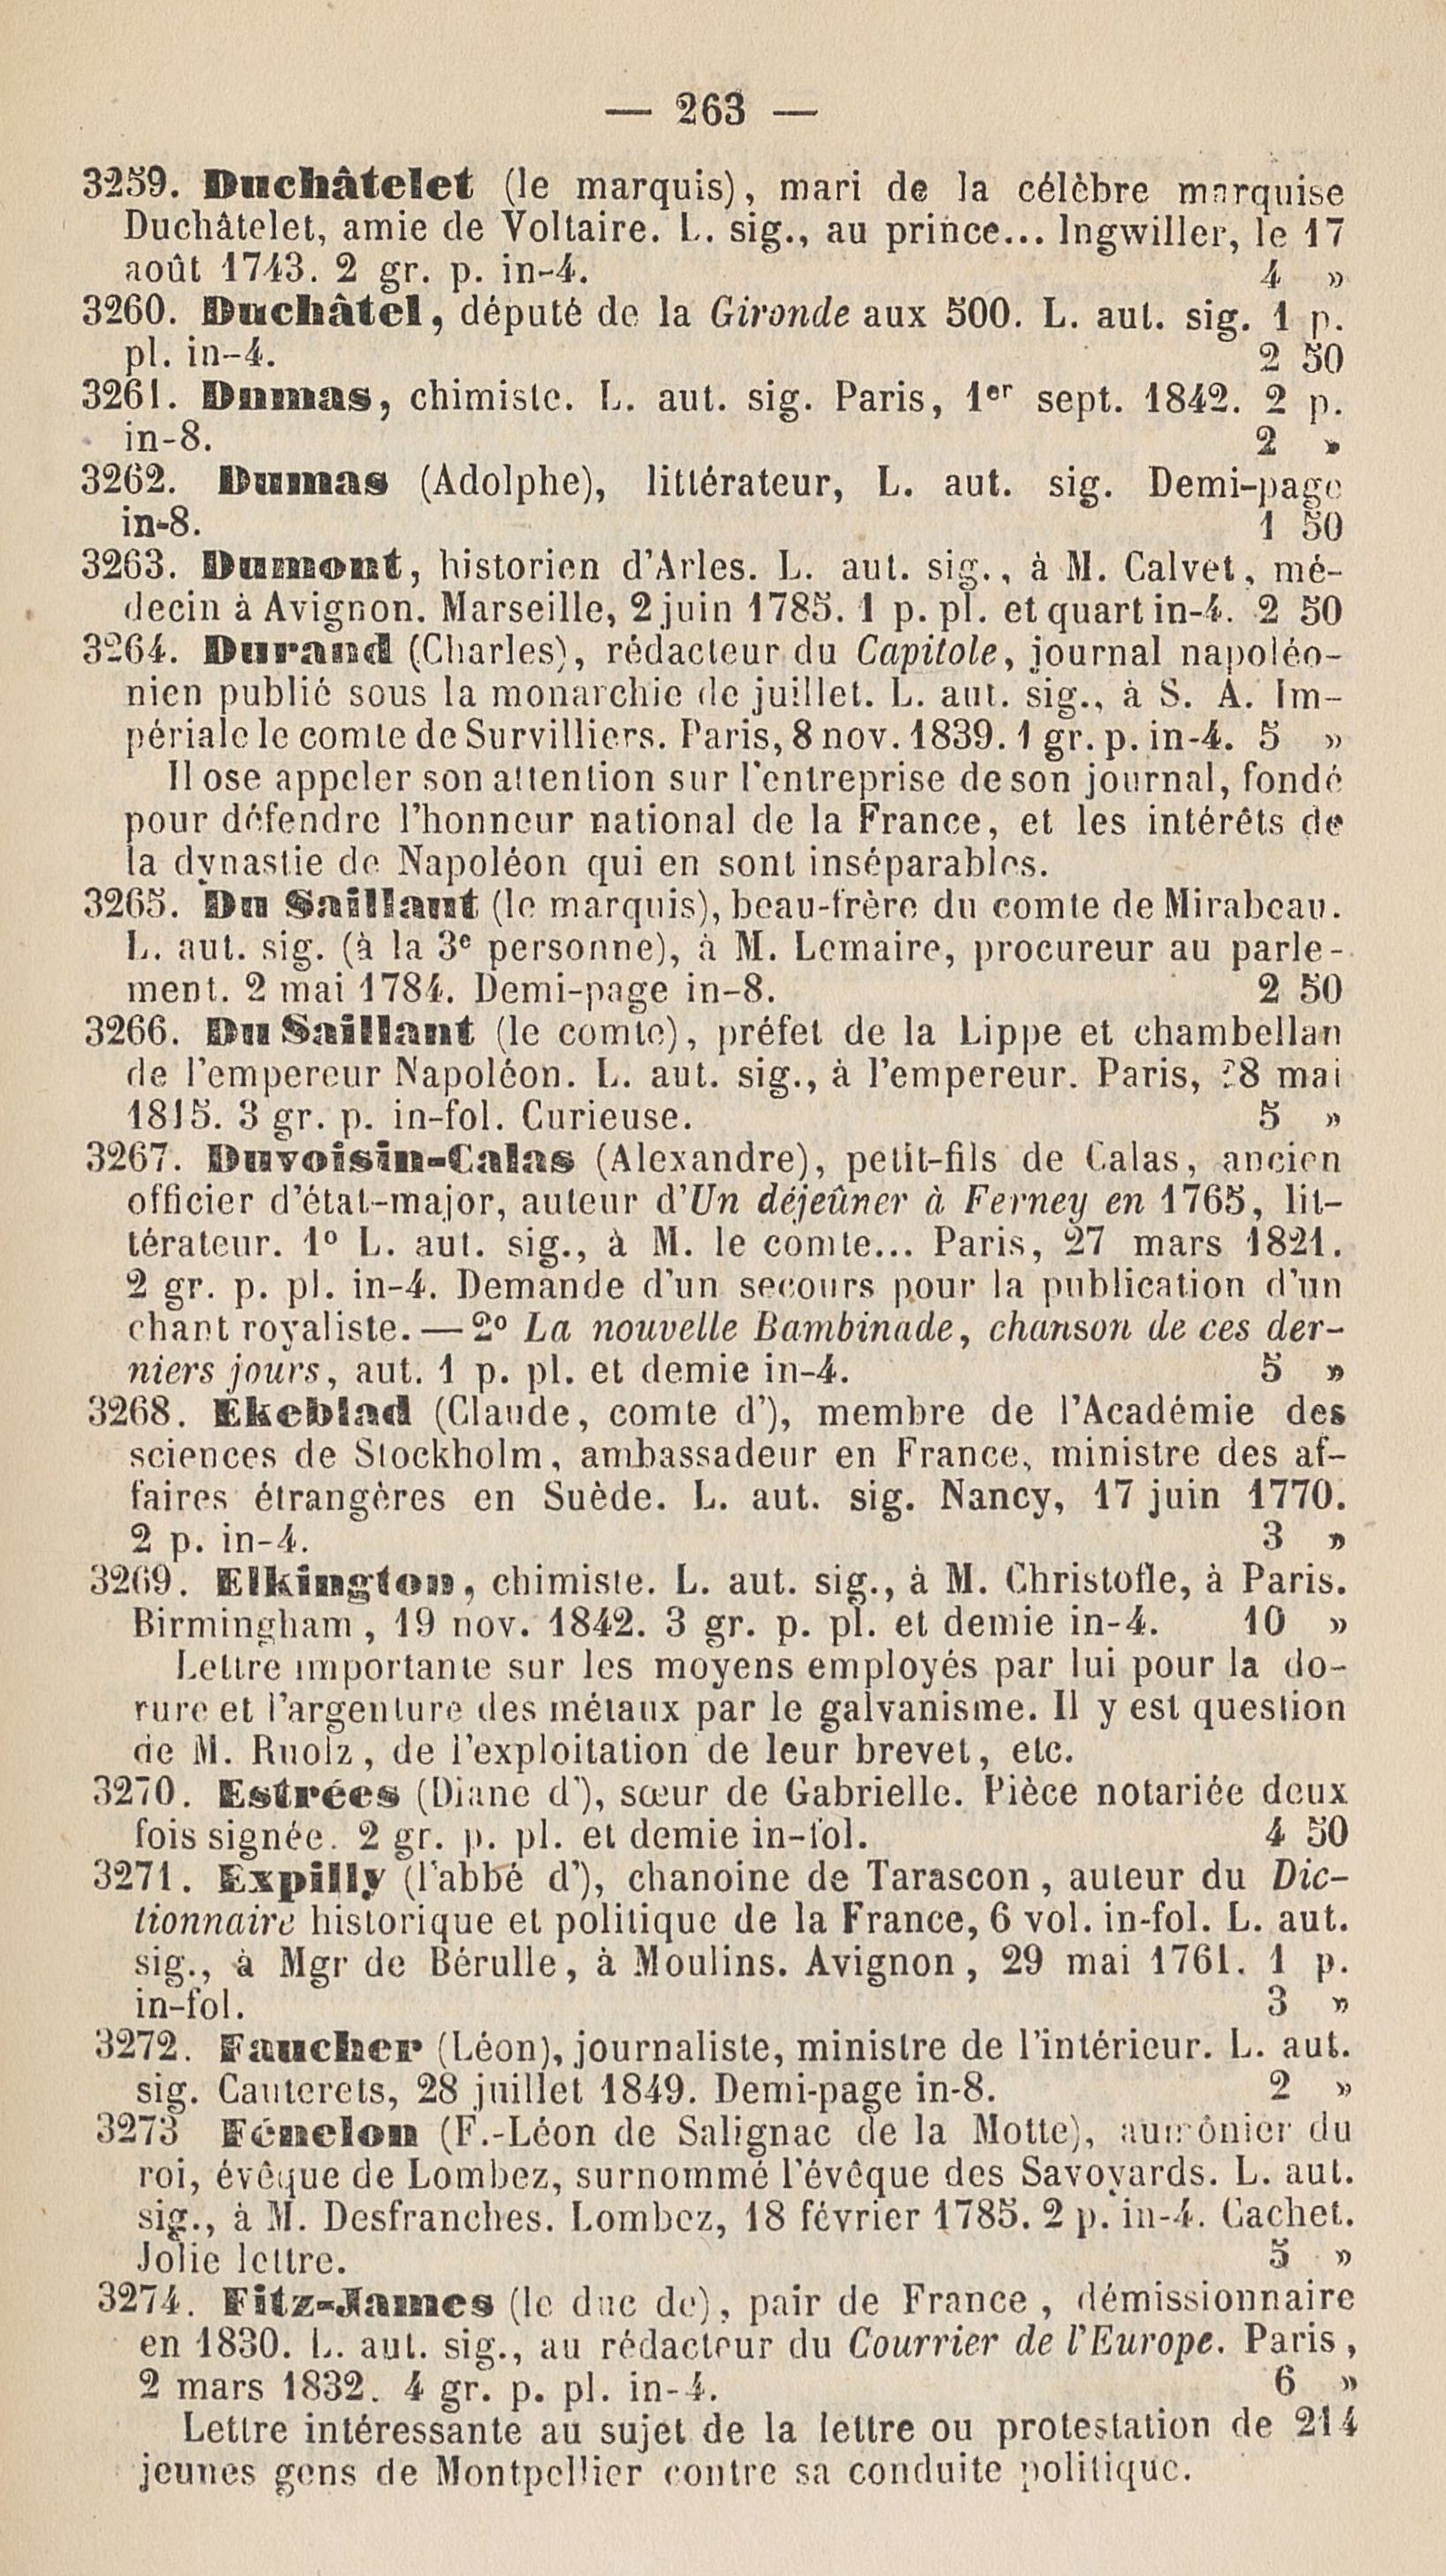 — 263 —
3259. Duchâtelet (le marquis), mari de la célèbre marquise
Duchâtelet, amie de Voltaire. L. sig., au prince... Ingwiller, le 17
août 1743. 2 gr. p. in-4. 4 »
3260. Duchâtel, député de la Gironde aux 500. L. aut. sig. 1 p.
pl. in-4. 2 50
3261. Dumas, chimiste. L. aut. sig. Paris, 1er sept. 1842. 2 p.
in-8. 2 »
3262. Dumas (Adolphe), littérateur, L. aut. sig. Demi-page
in-8. 1 50
3263. Dumont, historien d'Arles. L. aut. sig., à M. Calvet, mé-
decin à Avignon. Marseille, 2 juin 1785. 1 p. pl. et quart in-4. 2 50
3264. Durand (Charles), rédacteur du Capitole, journal napoléo-
nien publié sous la monarchie de juillet. L. aut. sig., à S. A. Im-
périale le comte de Survilliers. Paris, 8 nov. 1839. 1 gr. p. in-4. 5 »
Il ose appeler son attention sur l'entreprise de son journal, fondé
pour défendre l'honneur national de la France, et les intérêts de
la dynastie de Napoléon qui en sont inséparables.
3265. Du Saillant (le marquis), beau-frère du comte de Mirabeau.
L. aut. sig. (à la 3e personne), à M. Lemaire, procureur au parle-
ment. 2 mai 1784. Demi-page in-8. 2 50
3266. Du Saillant (le comte), préfet de la Lippe et chambellan
de l'empereur Napoléon. L. aut. sig., à l'empereur. Paris, 28 mai
1815. 3 gr. p. in-fol. Curieuse. 5 »
3267. Duvoisin-Calas (Alexandre), petit-fils de Calas, ancien
officier d'état-major, auteur d'Un déjeûner à Ferney en 1765, lit-
térateur. 1º L. aut. sig., à M. le comte... Paris, 27 mars 1821.
2 gr. p. pl. in-4. Demande d'un secours pour la publication d'un
chant royaliste. — 2º La nouvelle Bambinade, chanson de ces der-
niers jours, aut. 1 p. pl. et demie in-4. 5 »
3268. Ekeblad (Claude, comte d'), membre de l'Académie des
sciences de Stockholm, ambassadeur en France, ministre des af-
faires étrangères en Suède. L. aut. sig. Nancy, 17 juin 1770.
2 p. in-4. 3 »
3269. Elkington, chimiste. L. aut. sig., à M. Christofle, à Paris.
Birmingham, 19 nov. 1842. 3 gr. p. pl. et demie in-4. 10 »
Lettre importante sur les moyens employés par lui pour la do-
rure et l'argenture des métaux par le galvanisme. Il y est question
de M. Ruolz, de l'exploitation de leur brevet, etc.
3270. Estrées (Diane d'), sœur de Gabrielle. Pièce notariée deux
fois signée. 2 gr. p. pl. et demie in-fol. 4 50
3271. Expilly (l'abbé d'), chanoine de Tarascon, auteur du Dic-
tionnaire historique et politique de la France, 6 vol. in-fol. L. aut.
sig., à Mgr de Bérulle, à Moulins. Avignon, 29 mai 1761. 1 p.
in-fol. 3 »
3272. Faucher (Léon), journaliste, ministre de l'intérieur. L. aut.
sig. Cauterets, 28 juillet 1849. Demi-page in-8. 2 »
3273 Fénelon (F.-Léon de Salignac de la Motte), aumônier du
roi, évêque de Lombez, surnommé l'évêque des Savoyards. L. aut.
sig., à M. Desfranches. Lombez, 18 février 1785. 2 p. in-4. Cachet.
Jolie lettre. 5 »
3274. Fitz-James (le duc de), pair de France, démissionnaire
en 1830. L. aut. sig., au rédacteur du Courrier de l'Europe. Paris,
2 mars 1832. 4 gr. p. pl. in-4. 6 »
Lettre intéressante au sujet de la lettre ou protestation de 214
jeunes gens de Montpellier contre sa conduite politique.